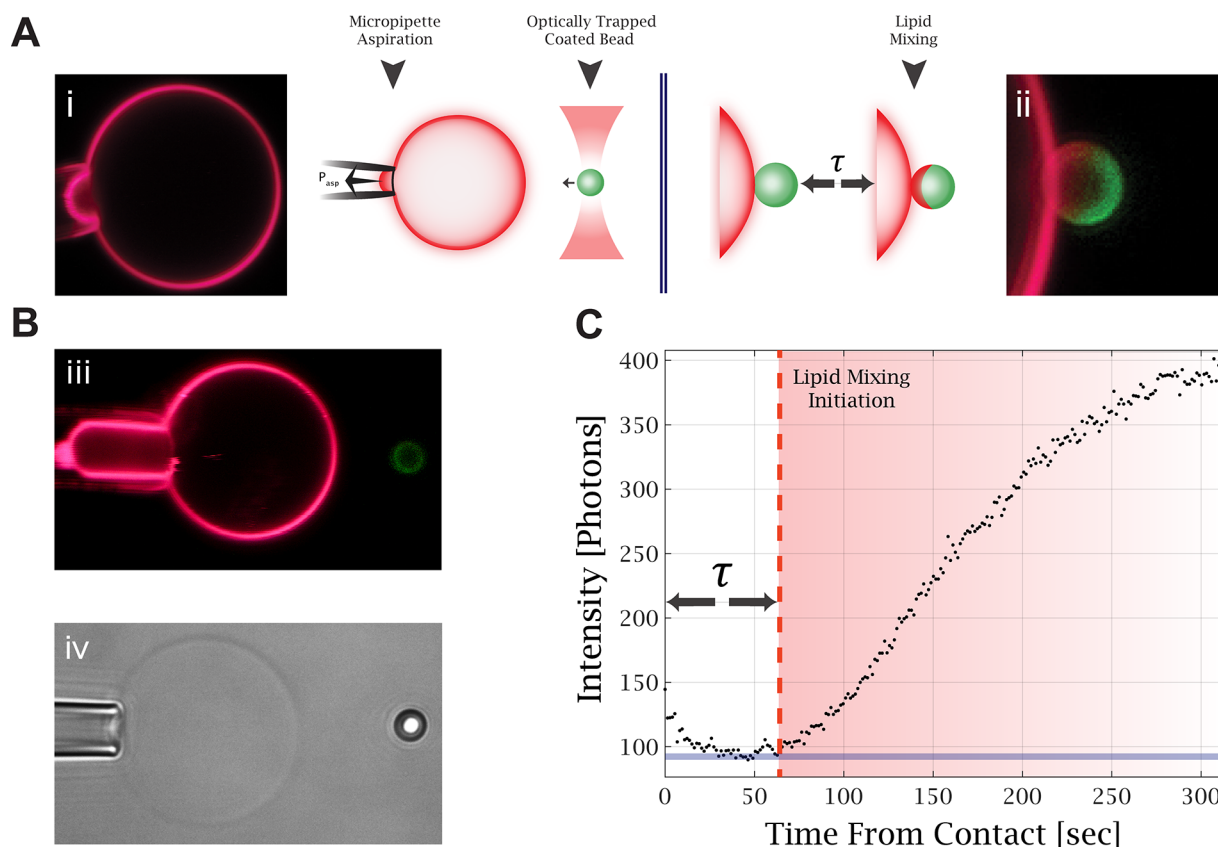 A
Micropipette
Aspiration
Optically Trapped
Coated Bead
Lipid
Mixing
i
P asp
τ
ii
B
iii
iv
C
Lipid Mixing
Initiation
τ
Intensity [Photons]
400
350
300
250
200
150
100
0
50
100
150
200
250
300
Time From Contact [sec]